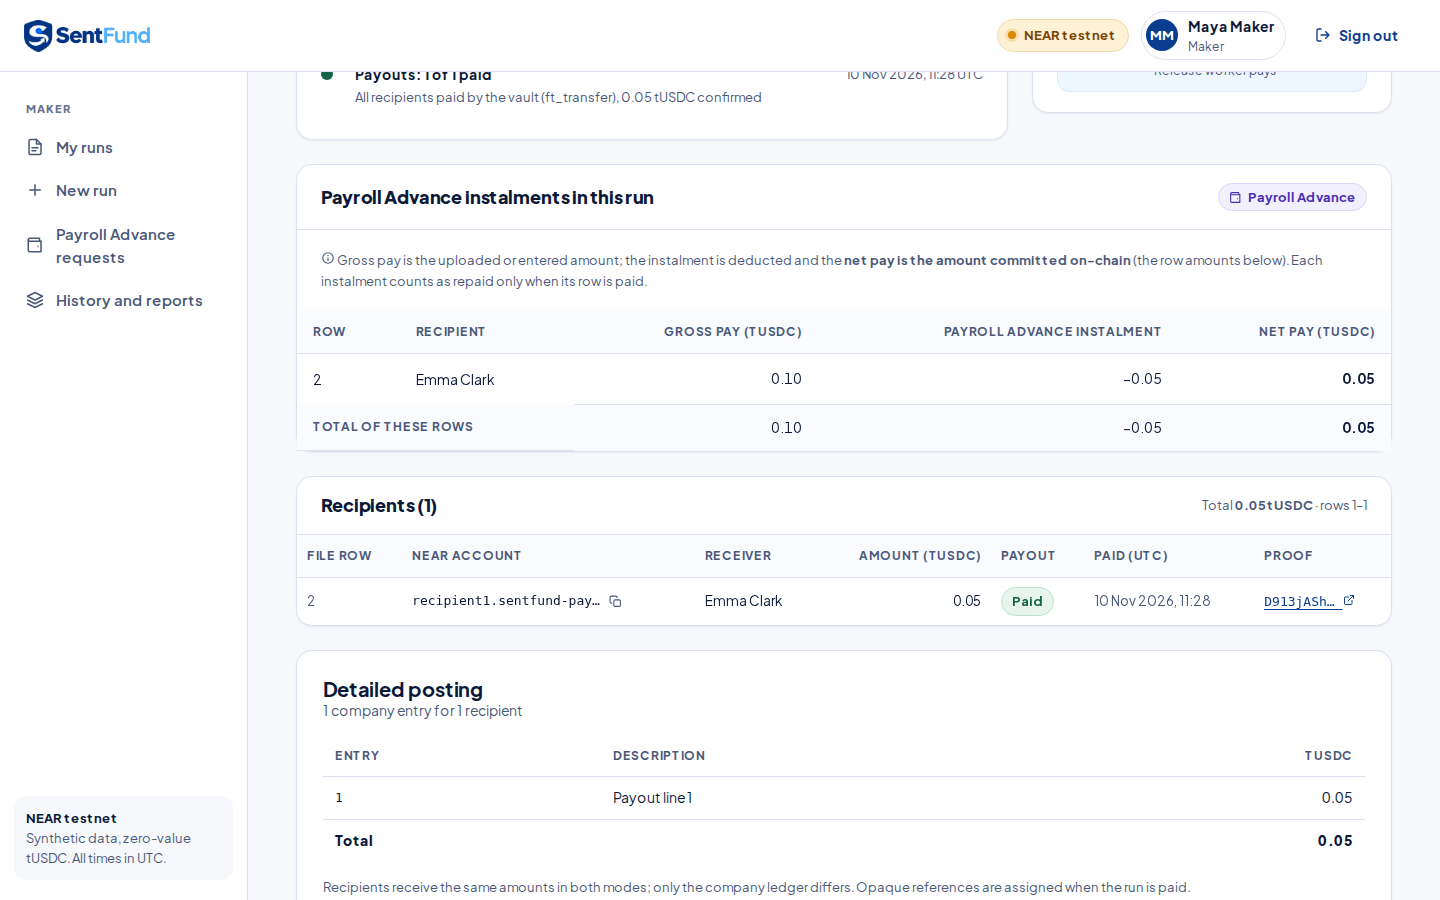 SentFund
NEAR testnet
MM
Maya Maker
Maker
Sign out
MAKER
My runs
New run
Payroll Advance
requests
History and reports
NEAR testnet
Synthetic data, zero-value
tUSDC. All times in UTC.
Payouts: 1 of 1 paid
10 Nov 2026, 11:28 UTC
All recipients paid by the vault (ft_transfer), 0.05 tUSDC confirmed
Release worker pays
Payroll Advance instalments in this run
Payroll Advance
Gross pay is the uploaded or entered amount; the instalment is deducted and the net pay is the amount committed on-chain (the row amounts below). Each
instalment counts as repaid only when its row is paid.
ROW RECIPIENT GROSS PAY (TUSDC) PAYROLL ADVANCE INSTALMENT NET PAY (TUSDC)
2 Emma Clark 0.10 −0.05 0.05
TOTAL OF THESE ROWS 0.10 −0.05 0.05
Recipients (1)
Total 0.05 tUSDC · rows 1–1
FILE ROW NEAR ACCOUNT RECEIVER AMOUNT (TUSDC) PAYOUT PAID (UTC) PROOF
2 recipient1.sentfund-pay… Emma Clark 0.05 Paid 10 Nov 2026, 11:28 D913jASh…
Detailed posting
1 company entry for 1 recipient
ENTRY DESCRIPTION TUSDC
1 Payout line 1 0.05
Total 0.05
Recipients receive the same amounts in both modes; only the company ledger differs. Opaque references are assigned when the run is paid.